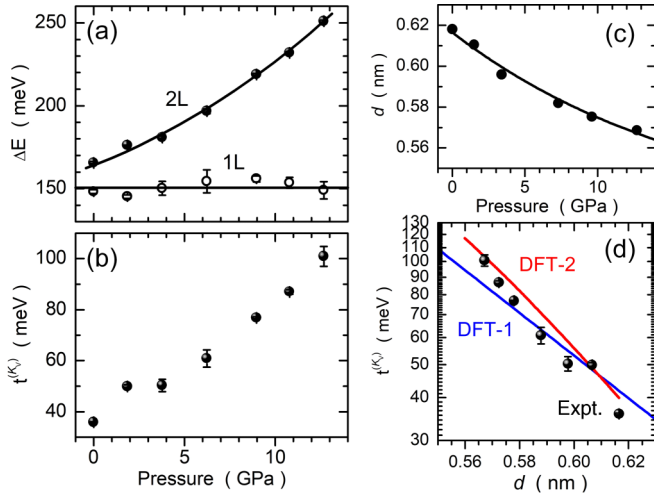 (a)
250
200
150
ΔE ( meV )
2L
1L
(b)
100
80
60
40
t(Kv) ( meV )
0 5 10
Pressure ( GPa )
(c)
0.62
0.60
0.58
0.56
d ( nm )
0 5 10
Pressure ( GPa )
(d)
130
110
100
90
80
70
60
50
40
30
t(Kv) ( meV )
DFT-2
DFT-1
Expt.
0.56 0.58 0.60 0.62
d ( nm )